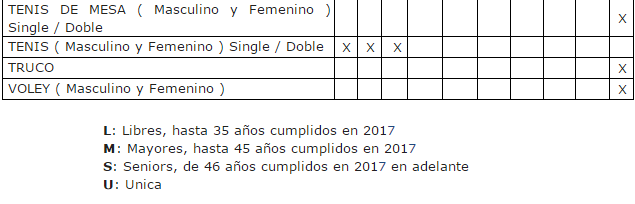 TENIS DE MESA ( Masculino y Femenino )
Single / Doble X
TENIS ( Masculino y Femenino ) Single / Doble X X X
TRUCO X
VOLEY ( Masculino y Femenino ) X
L: Libres, hasta 35 años cumplidos en 2017
M: Mayores, hasta 45 años cumplidos en 2017
S: Seniors, de 46 años cumplidos en 2017 en adelante
U: Unica